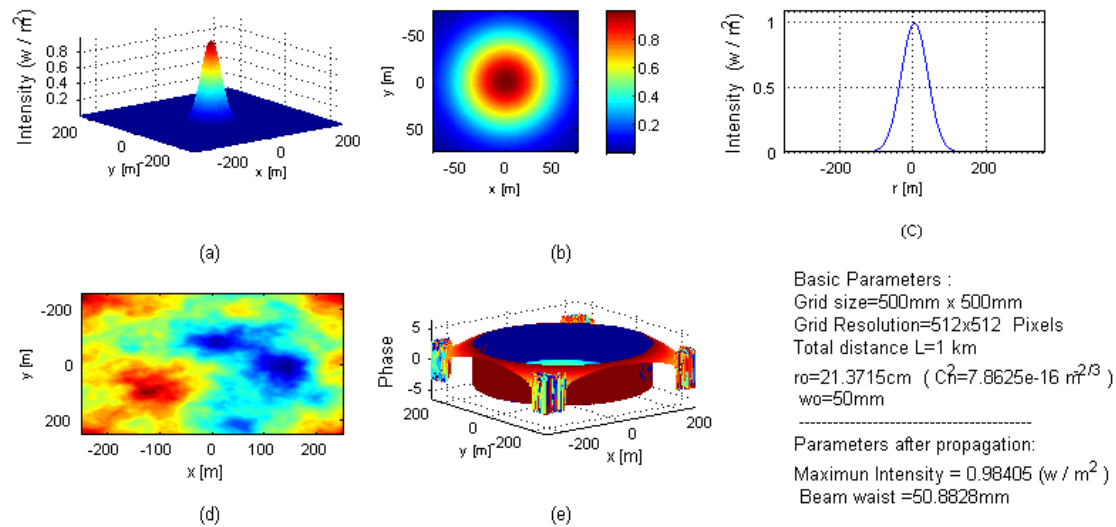 Intensity (w / m²)
0.8
0.6
0.4
0.2
200
0
-200
y [m]
-200
0
200
x [m]
(a)
y [m]
-50
0
50
-50
0
50
x [m]
0.8
0.6
0.4
0.2
(b)
Intensity (w / m²)
1
0.5
0
-200
0
200
r [m]
(C)
y [m]
-200
0
200
-200
-100
0
100
200
x [m]
(d)
Phase
5
0
-5
200
0
-200
y [m]
-200
0
200
x [m]
(e)
Basic Parameters :
Grid size=500mm x 500mm
Grid Resolution=512x512 Pixels
Total distance L=1 km
ro=21.3715cm ( Cn²=7.8625e-16 m^-2/3 )
wo=50mm
-----------------------------------------
Parameters after propagation:
Maximun Intensity = 0.98405 (w / m² )
Beam waist =50.8828mm